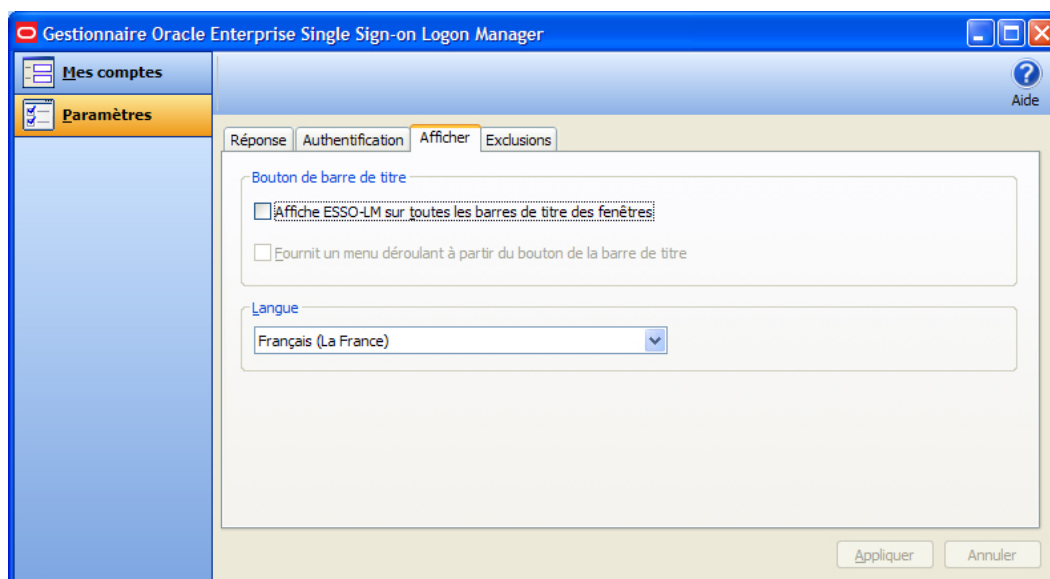 Gestionnaire Oracle Enterprise Single Sign-on Logon Manager
Mes comptes
Paramètres
Aide
Réponse Authentification Afficher Exclusions
Bouton de barre de titre
Affiche ESSO-LM sur toutes les barres de titre des fenêtres
Fournit un menu déroulant à partir du bouton de la barre de titre
Langue
Français (La France)
Appliquer Annuler